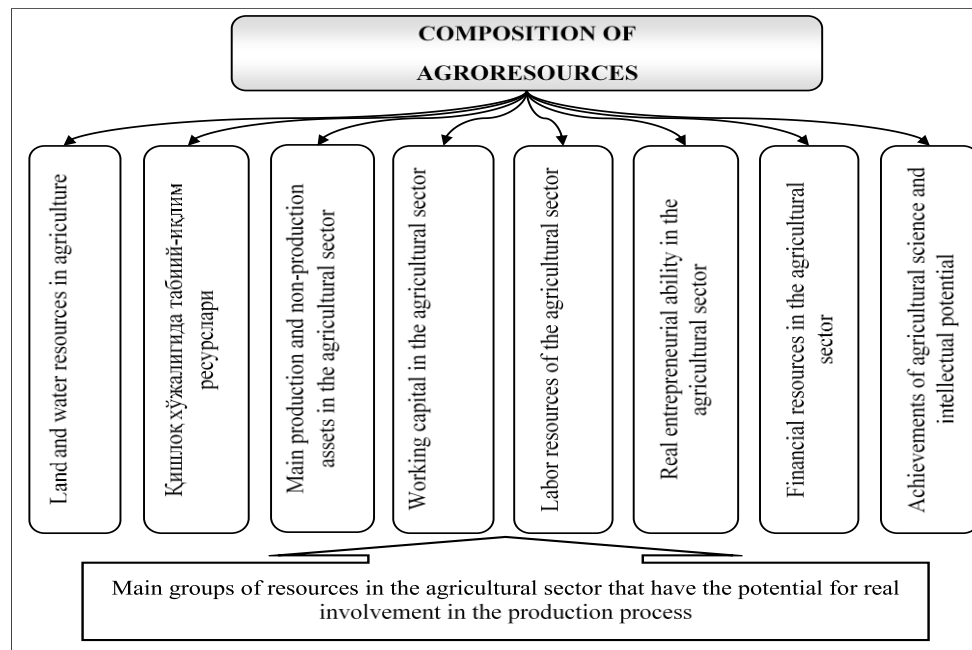 COMPOSITION OF
AGRORESOURCES
Land and water resources in agriculture
Қишлоқ хўжалигида табиий-иқлим
ресурслари
Main production and non-production
assets in the agricultural sector
Working capital in the agricultural sector
Labor resources of the agricultural sector
Real entrepreneurial ability in the
agricultural sector
Financial resources in the agricultural
sector
Achievements of agricultural science and
intellectual potential
Main groups of resources in the agricultural sector that have the potential for real
involvement in the production process